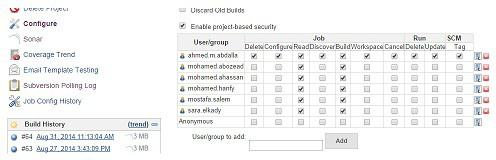 Delete Project
Configure
Sonar
Coverage Trend
Email Template Testing
Subversion Polling Log
Job Config History
Build History (trend)
#64 Aug 31, 2014 11:13:04 AM 3 MB
#63 Aug 27, 2014 3:43:09 PM 3 MB
Discard Old Builds
Enable project-based security
User/group Job Run SCM
Delete Configure Read Discover Build Workspace Cancel Delete Update Tag
ahmed.m.abdalla
mohamed.abozead
mohamed.ahassan
mohamed.hanfy
mostafa.salem
sara.elkady
Anonymous
User/group to add: Add